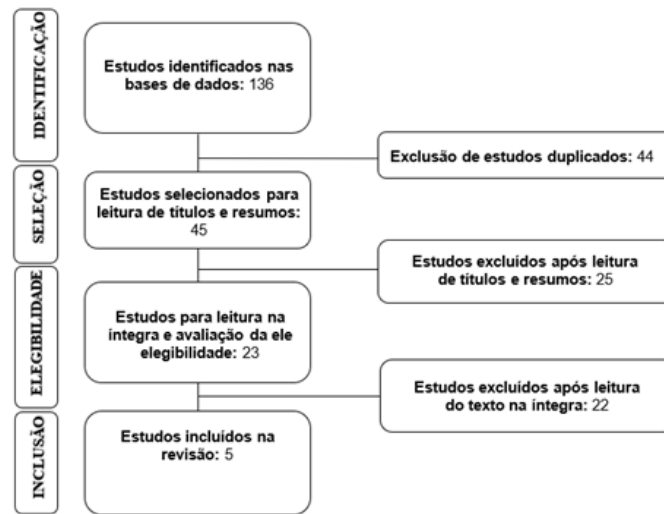 IDENTIFICAÇÃO
Estudos identificados nas
bases de dados: 136
Exclusão de estudos duplicados: 44
SELEÇÃO
Estudos selecionados para
leitura de títulos e resumos:
45
Estudos excluídos após leitura
de títulos e resumos: 25
ELEGIBILIDADE
Estudos para leitura na
íntegra e avaliação da ele
elegibilidade: 23
Estudos excluídos após leitura
do texto na íntegra: 22
INCLUSÃO
Estudos incluídos na
revisão: 5